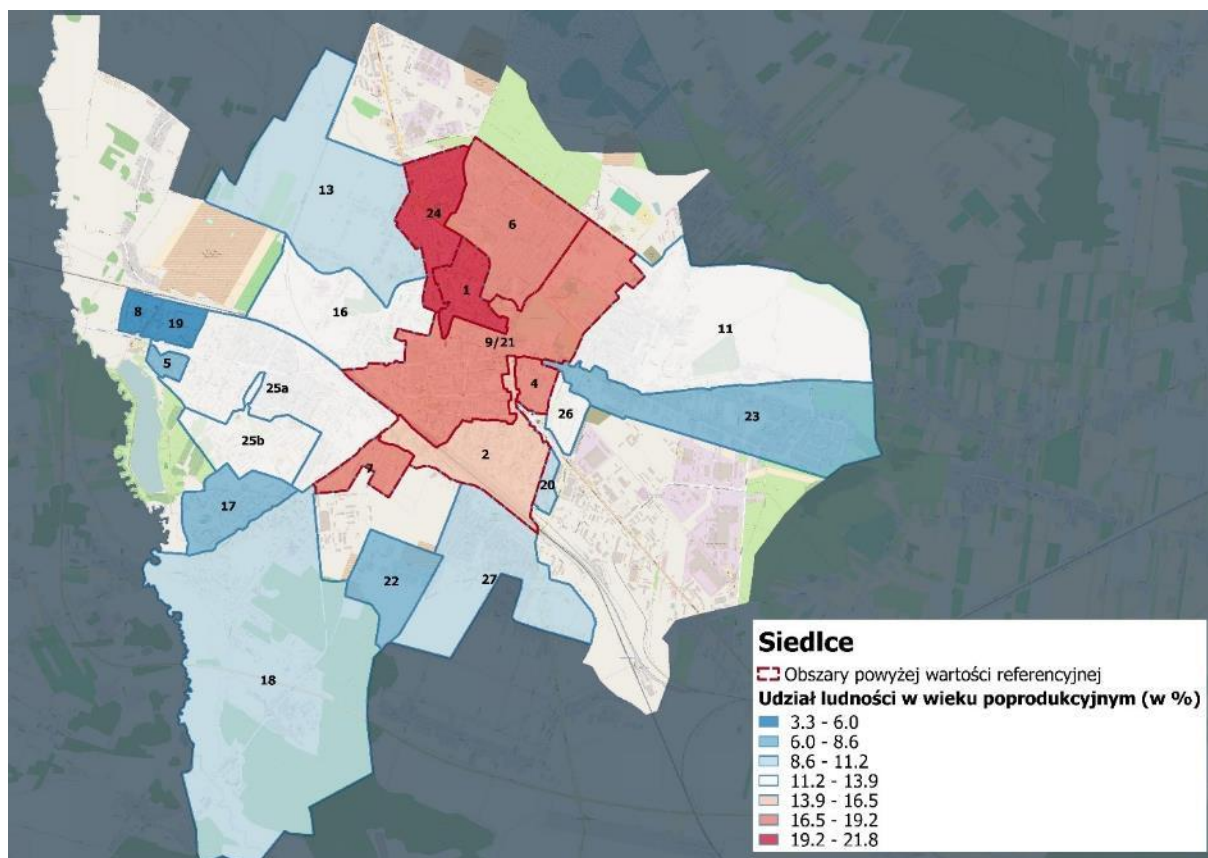 13
24
6
1
8
19
16
11
9/21
5
25a
4
26
23
25b
2
7
20
17
22
27
18
Siedlce
Obszary powyżej wartości referencyjnej
Udział ludności w wieku poprodukcyjnym (w %)
3.3 - 6.0
6.0 - 8.6
8.6 - 11.2
11.2 - 13.9
13.9 - 16.5
16.5 - 19.2
19.2 - 21.8